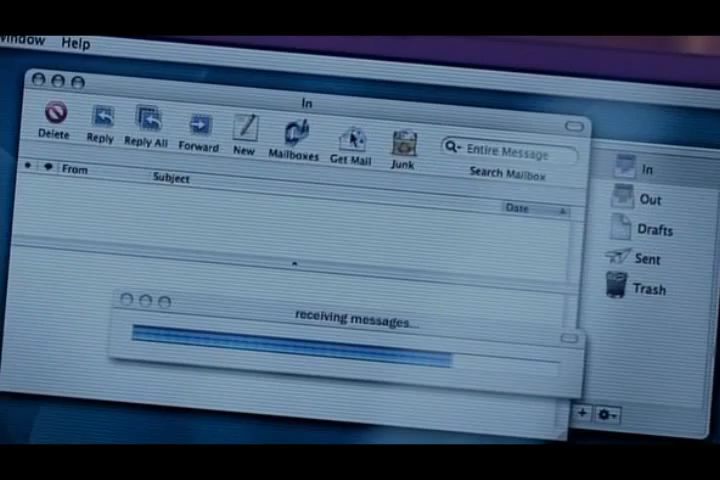 Window Help
In
Delete Reply Reply All Forward New Mailboxes Get Mail Junk
Entire Message
Search Mailbox
From Subject Date
In
Out
Drafts
Sent
Trash
receiving messages...